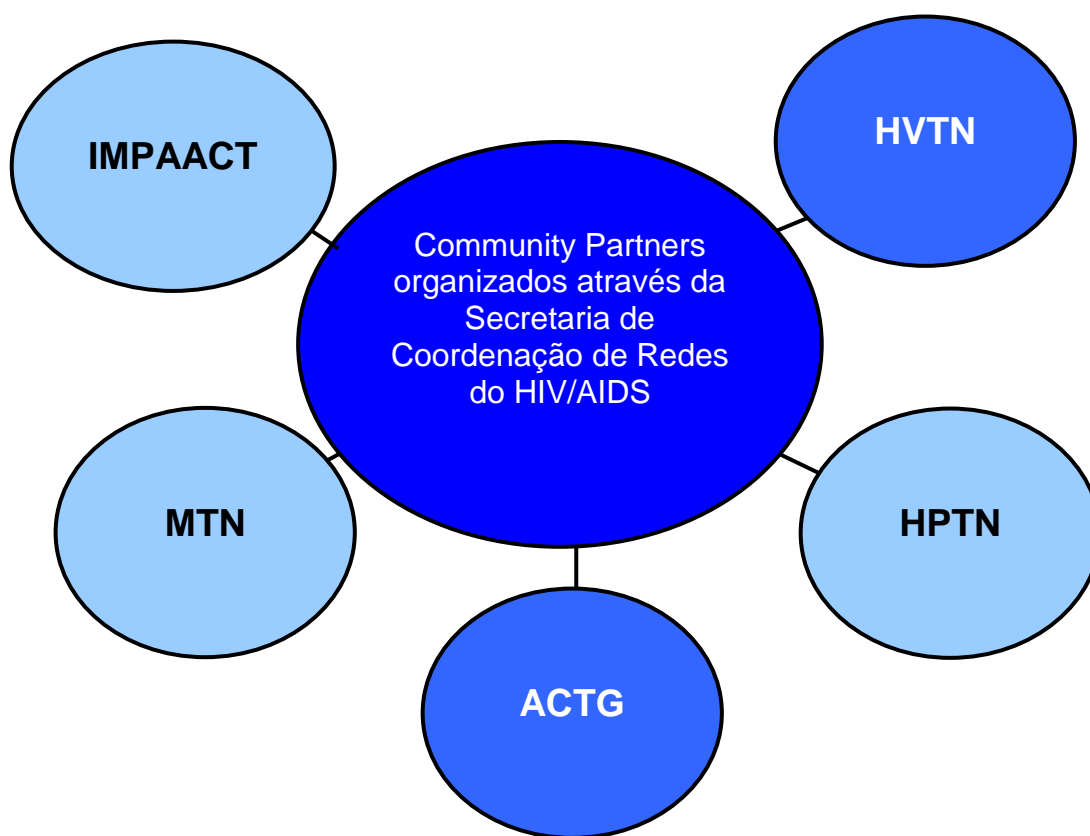 IMPAACT
HVTN
Community Partners
organizados através da
Secretaria de
Coordenação de Redes
do HIV/AIDS
MTN
HPTN
ACTG